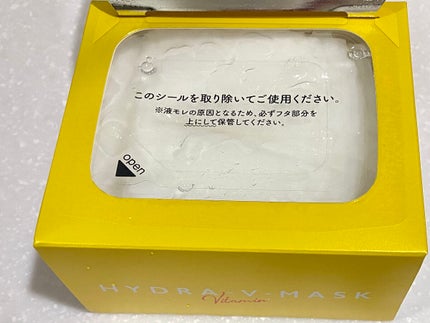 このシールを取り除いてご使用ください。
※液モレの原因となるため、必ずフタ部分を
上にして保管してください。
open
HYDRA V-MASK
Vitamin